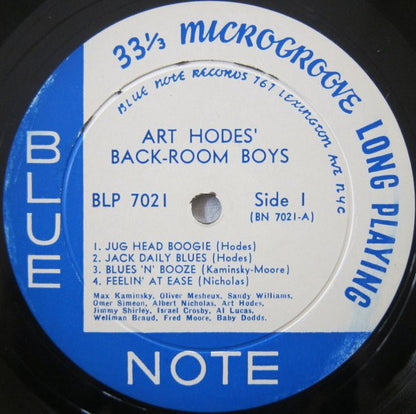 33⅓ MICROGROOVE LONG PLAYING
BLUE NOTE RECORDS 767 LEXINGTON AVE NYC
BLUE
ART HODES'
BACK-ROOM BOYS
BLP 7021 Side 1
(BN 7021-A)
1. JUG HEAD BOOGIE (Hodes)
2. JACK DAILY BLUES (Hodes)
3. BLUES 'N' BOOZE (Kaminsky-Moore)
4. FEELIN' AT EASE (Nicholas)
Max Kaminsky, Oliver Mesheux, Sandy Williams,
Omer Simeon, Albert Nicholas, Art Hodes,
Jimmy Shirley, Israel Crosby, Al Lucas,
Wellman Braud, Fred Moore, Baby Dodds.
NOTE